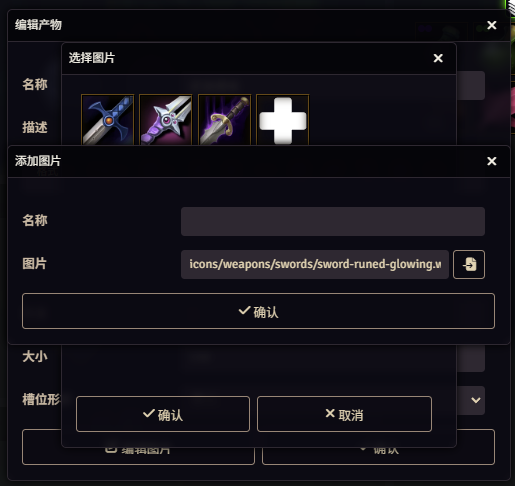 编辑产物
选择图片
名称
描述
添加图片
名称
图片 icons/weapons/swords/sword-runed-glowing.w
确认
大小
槽位形
确认 取消
编辑图片 确认